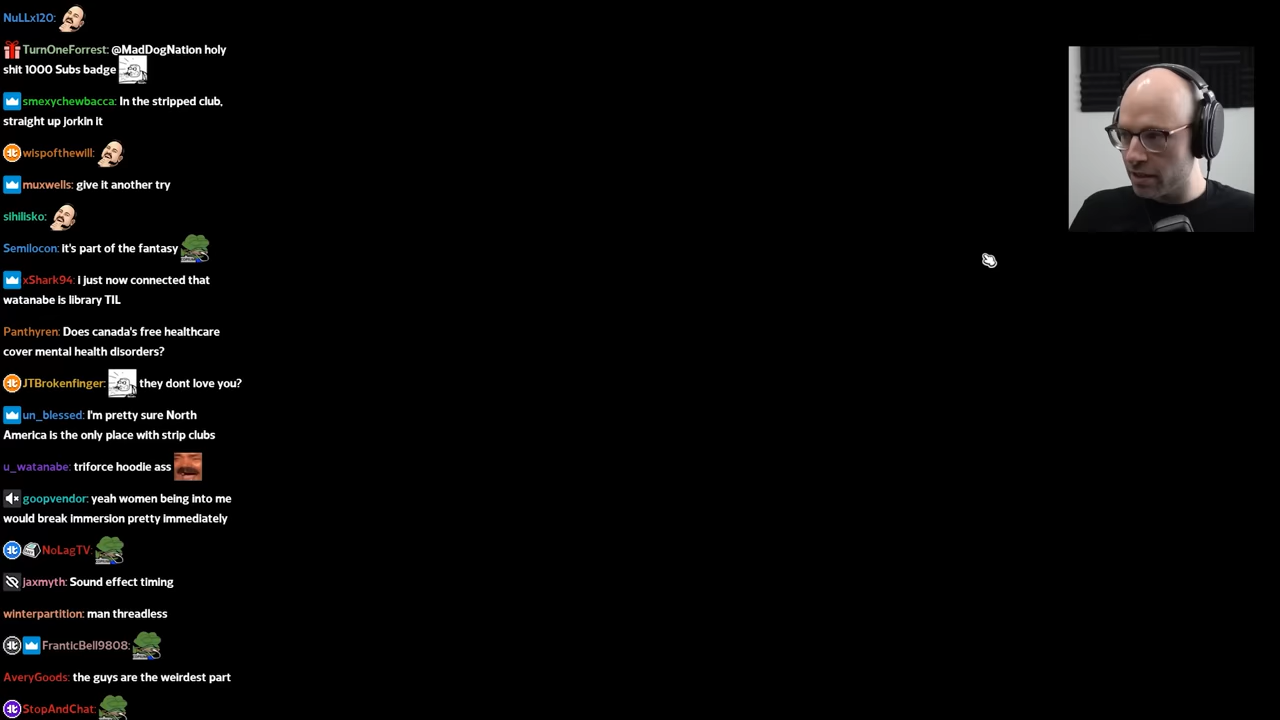 NuLLx120:
TurnOneForrest: @MadDogNation holy
shit 1000 Subs badge
smexychewbacca: In the stripped club,
straight up jorkin it
wispofthewill:
muxwells: give it another try
sihilisko:
Semilocon: it's part of the fantasy
xShark94: i just now connected that
watanabe is library TIL
Panthyren: Does canada's free healthcare
cover mental health disorders?
JTBrokenfinger: they dont love you?
un_blessed: I'm pretty sure North
America is the only place with strip clubs
u_watanabe: triforce hoodie ass
goopvendor: yeah women being into me
would break immersion pretty immediately
NoLagTV:
jaxmyth: Sound effect timing
winterpartition: man threadless
FranticBell9808:
AveryGoods: the guys are the weirdest part
StopAndChat: